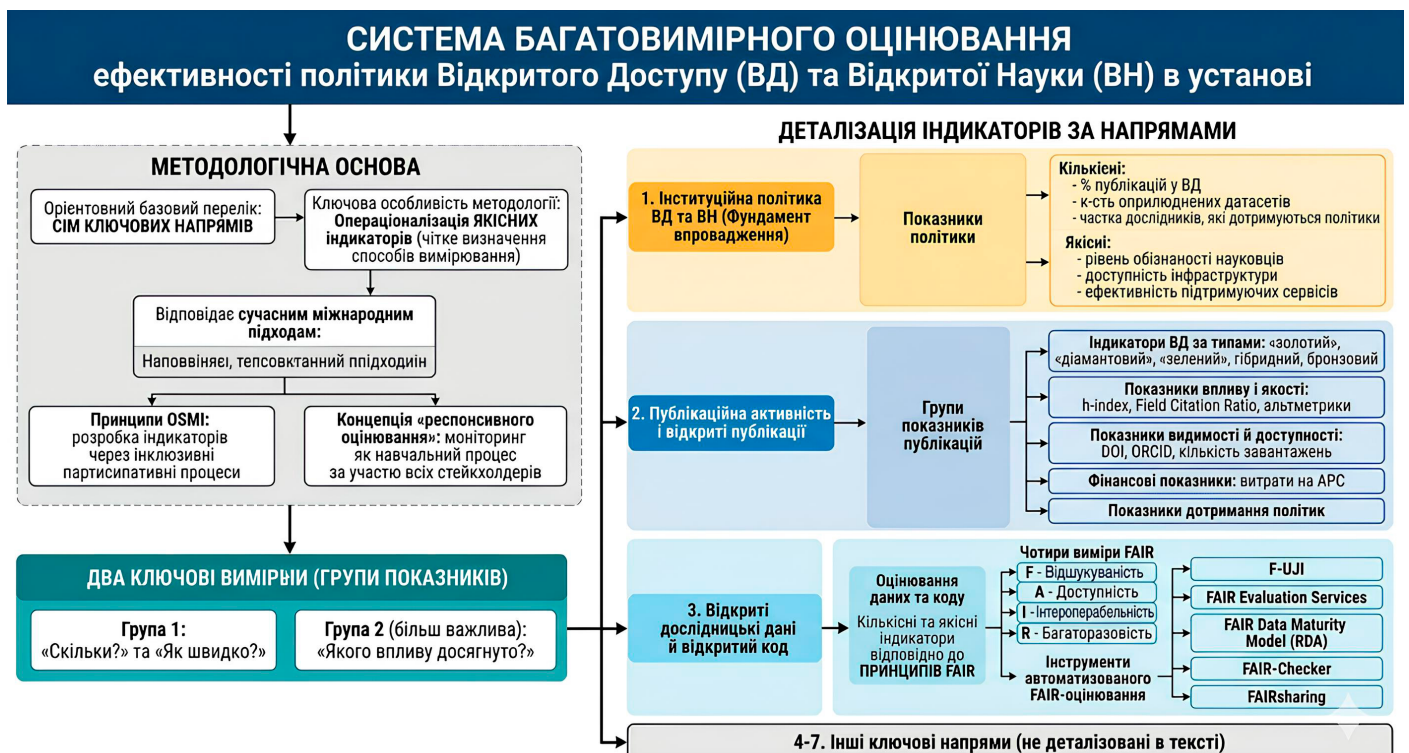 СИСТЕМА БАГАТОВИМІРНОГО ОЦІНЮВАННЯ
ефективності політики Відкритого Доступу (ВД) та Відкритої Науки (ВН) в установі
МЕТОДОЛОГІЧНА ОСНОВА
Орієнтовний базовий перелік:
СІМ КЛЮЧОВИХ НАПРЯМІВ
Ключова особливість методології:
Операціоналізація ЯКІСНИХ
індикаторів (чітке визначення
способів вимірювання)
Відповідає сучасним міжнародним
підходам:
Наповвіняєі, тепсовктанний ппідходиін
Принципи OSMI:
розробка індикаторів
через інклюзивні
партисипативні процеси
Концепція «респонсивного
оцінювання»: моніторинг
як навчальний процес
за участю всіх стейкхолдерів
ДВА КЛЮЧОВІ (ГРУПИ ПОКАЗНИКІВ)
Група 1:
«Скільки?» та «Як швидко?»
Група 2 (більш важлива):
«Якого впливу досягнуто?»
ДЕТАЛІЗАЦІЯ ІНДИКАТОРІВ ЗА НАПРЯМАМИ
1. Інституційна політика
ВД та ВН (Фундамент
впровадження)
Показники
політики
Кількісні:
- % публікацій у ВД
- к-сть оприлюднених датасетів
- частка дослідників, які дотримуються політики
Якісні:
- рівень обізнаності науковців
- доступність інфраструктури
- ефективність підтримуючих сервісів
2. Публікаційна активність
і відкриті публікації
Групи
показників
публікацій
Індикатори ВД за типами: «золотий»,
«діамантовий», «зелений», гібридний, бронзовий
Показники впливу і якості:
h-index, Field Citation Ratio, альтметрики
Показники видимості й доступності:
DOI, ORCID, кількість завантажень
Фінансові показники: витрати на APC
Показники дотримання політик
3. Відкриті
дослідницькі дані
й відкритий код
Оцінювання
даних та коду
Кількісні та якісні
індикатори
відповідно до
ПРИНЦИПІВ FAIR
Чотири виміри FAIR
F - Відшукуваність
A - Доступність
I - Інтероперабельність
R - Багаторазовість
Інструменти
автоматизованого
FAIR-оцінювання
F-UJI
FAIR Evaluation Services
FAIR Data Maturity
Model (RDA)
FAIR-Checker
FAIRsharing
4-7. Інші ключові напрями (не деталізовані в тексті)